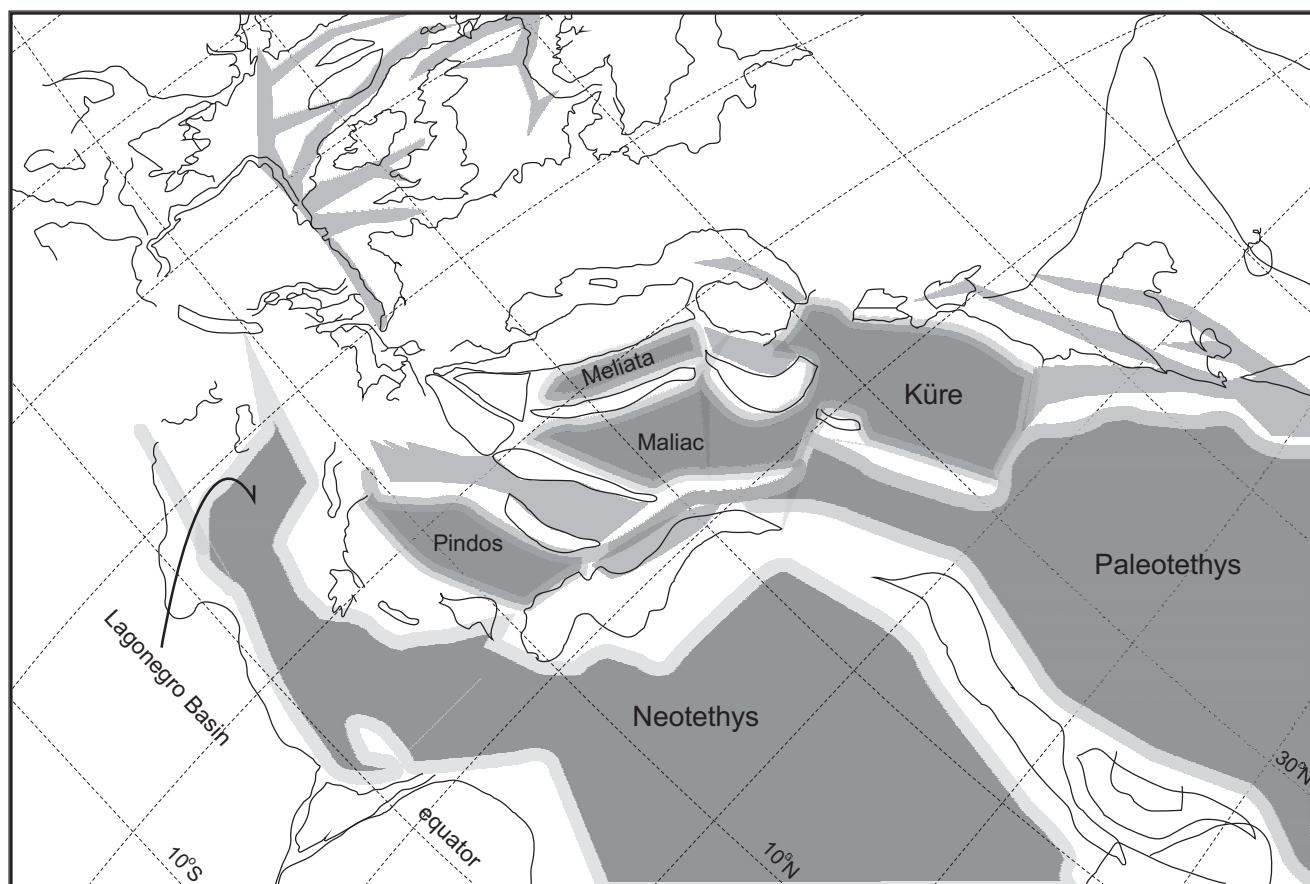 Meliata
Küre
Maliac
Pindos
Paleotethys
Lagonegro Basin
Neotethys
30°N
equator
10°S
10°N